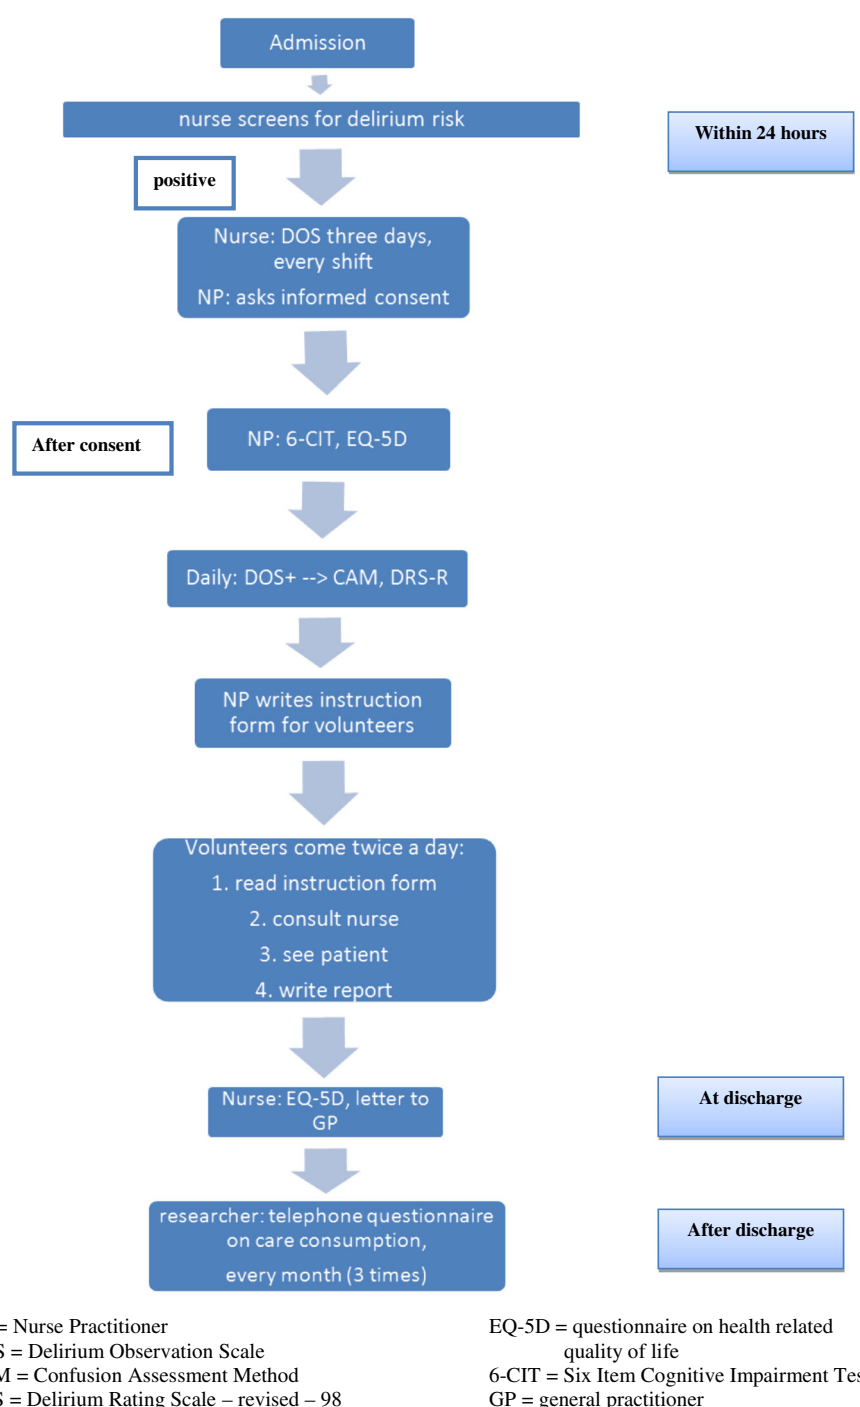 Admission
nurse screens for delirium risk
Within 24 hours
positive
Nurse: DOS three days,
every shift
NP: asks informed consent
After consent
NP: 6-CIT, EQ-5D
Daily: DOS+ --> CAM, DRS-R
NP writes instruction
form for volunteers
Volunteers come twice a day:
1. read instruction form
2. consult nurse
3. see patient
4. write report
Nurse: EQ-5D, letter to
GP
At discharge
researcher: telephone questionnaire
on care consumption,
every month (3 times)
After discharge
= Nurse Practitioner
S = Delirium Observation Scale
M = Confusion Assessment Method
S = Delirium Rating Scale – revised – 98
EQ-5D = questionnaire on health related
quality of life
6-CIT = Six Item Cognitive Impairment Tes
GP = general practitioner